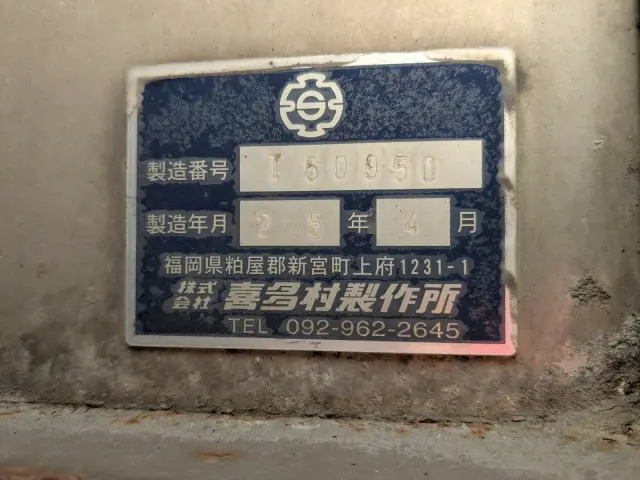 製造番号 T50950
製造年月 25年4月
福岡県粕屋郡新宮町上府1231-1
株式会社 喜多村製作所
TEL 092-962-2645